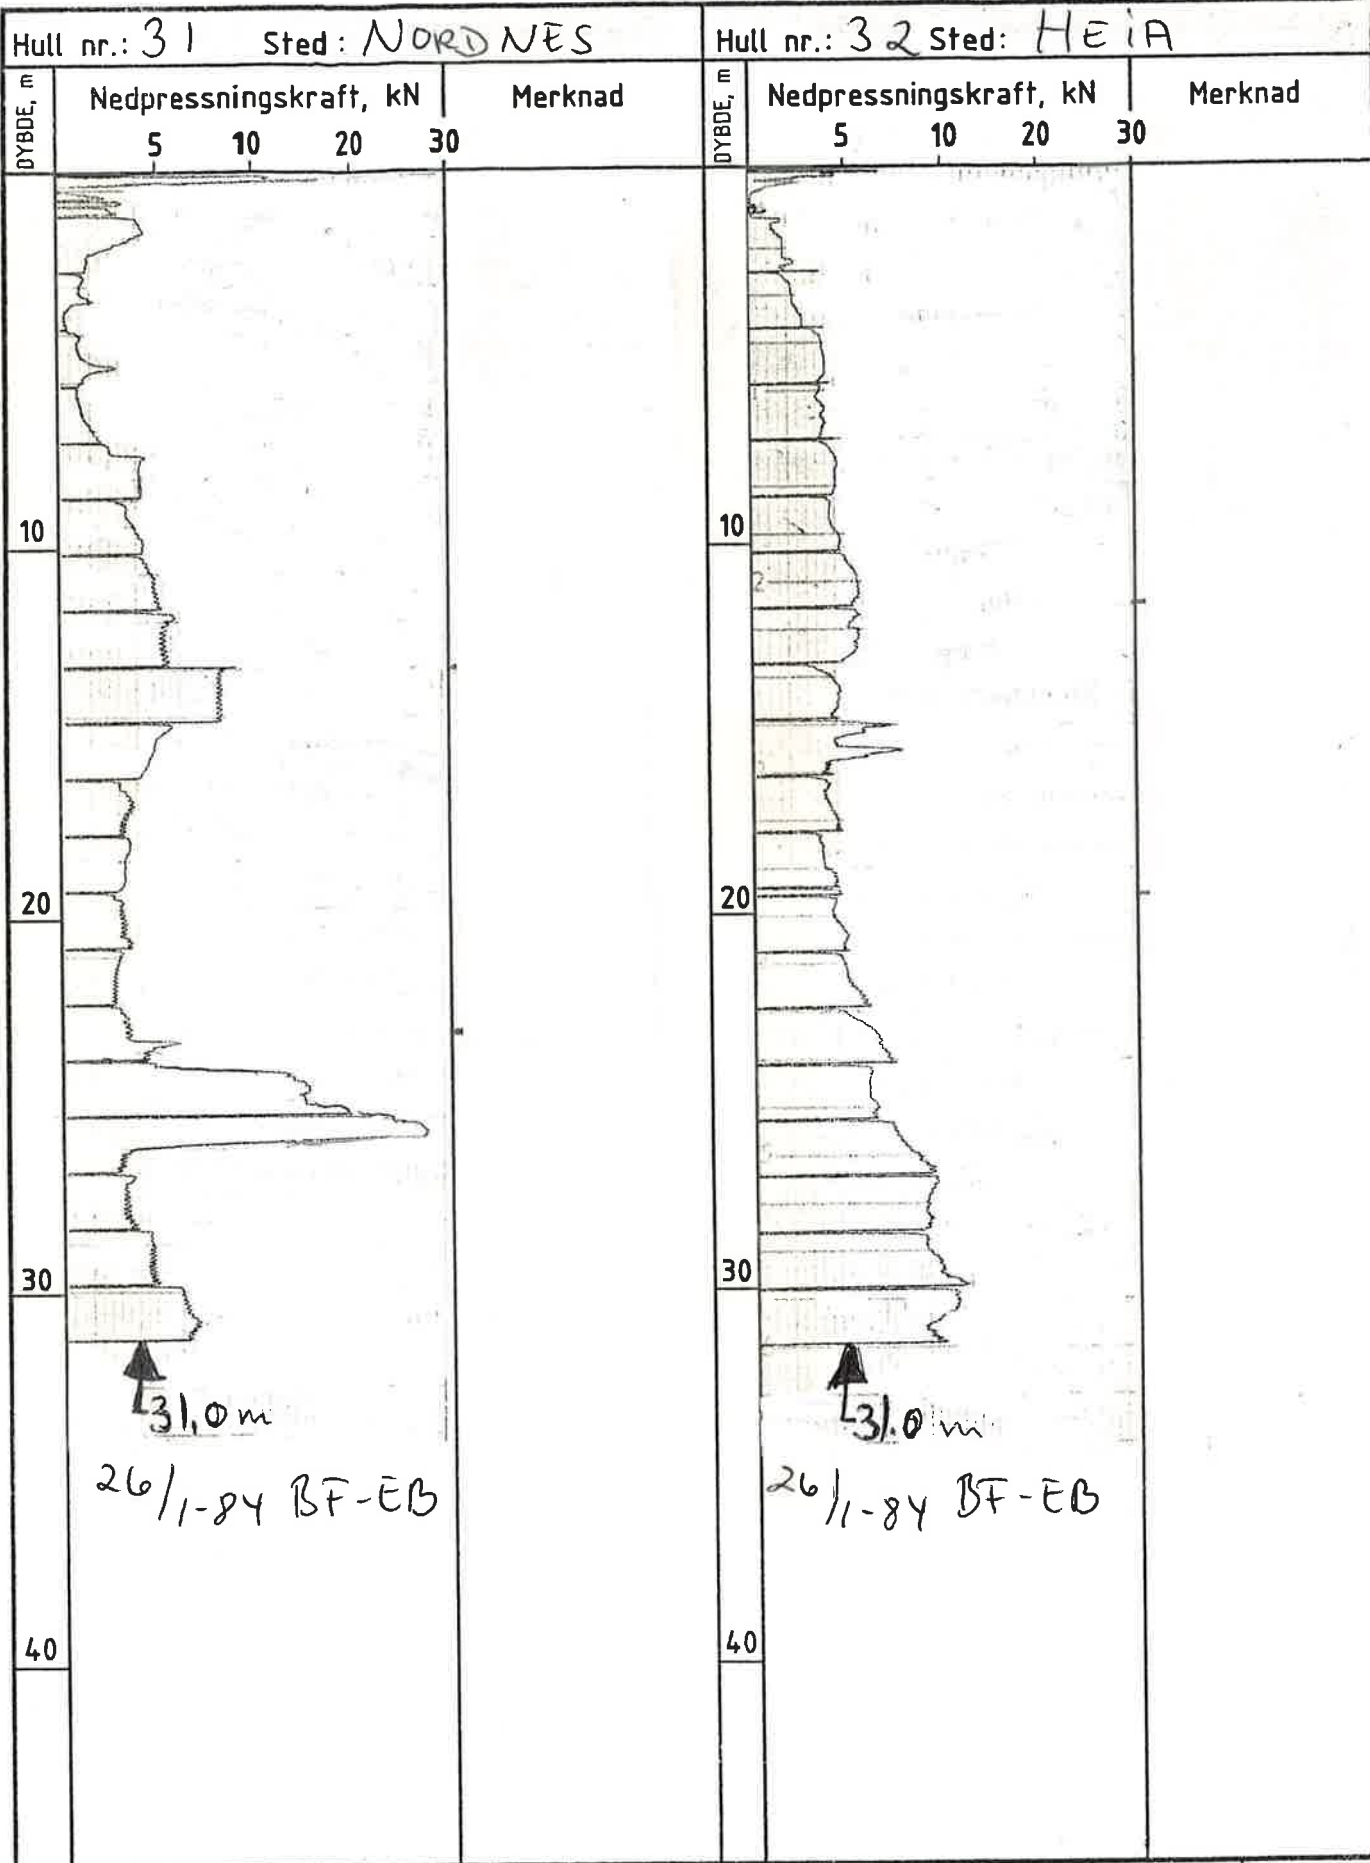 Hull nr.: 31 Sted: NORDNES
DYBDE, m
Nedpressningskraft, kN
Merknad
5 10 20 30
10
20
30
40
31,0 m
26/1-84 BF-EB
Hull nr.: 32 Sted: HEiA
DYBDE, m
Nedpressningskraft, kN
Merknad
5 10 20 30
10
20
30
40
31.0 m
26/1-84 BF-EB